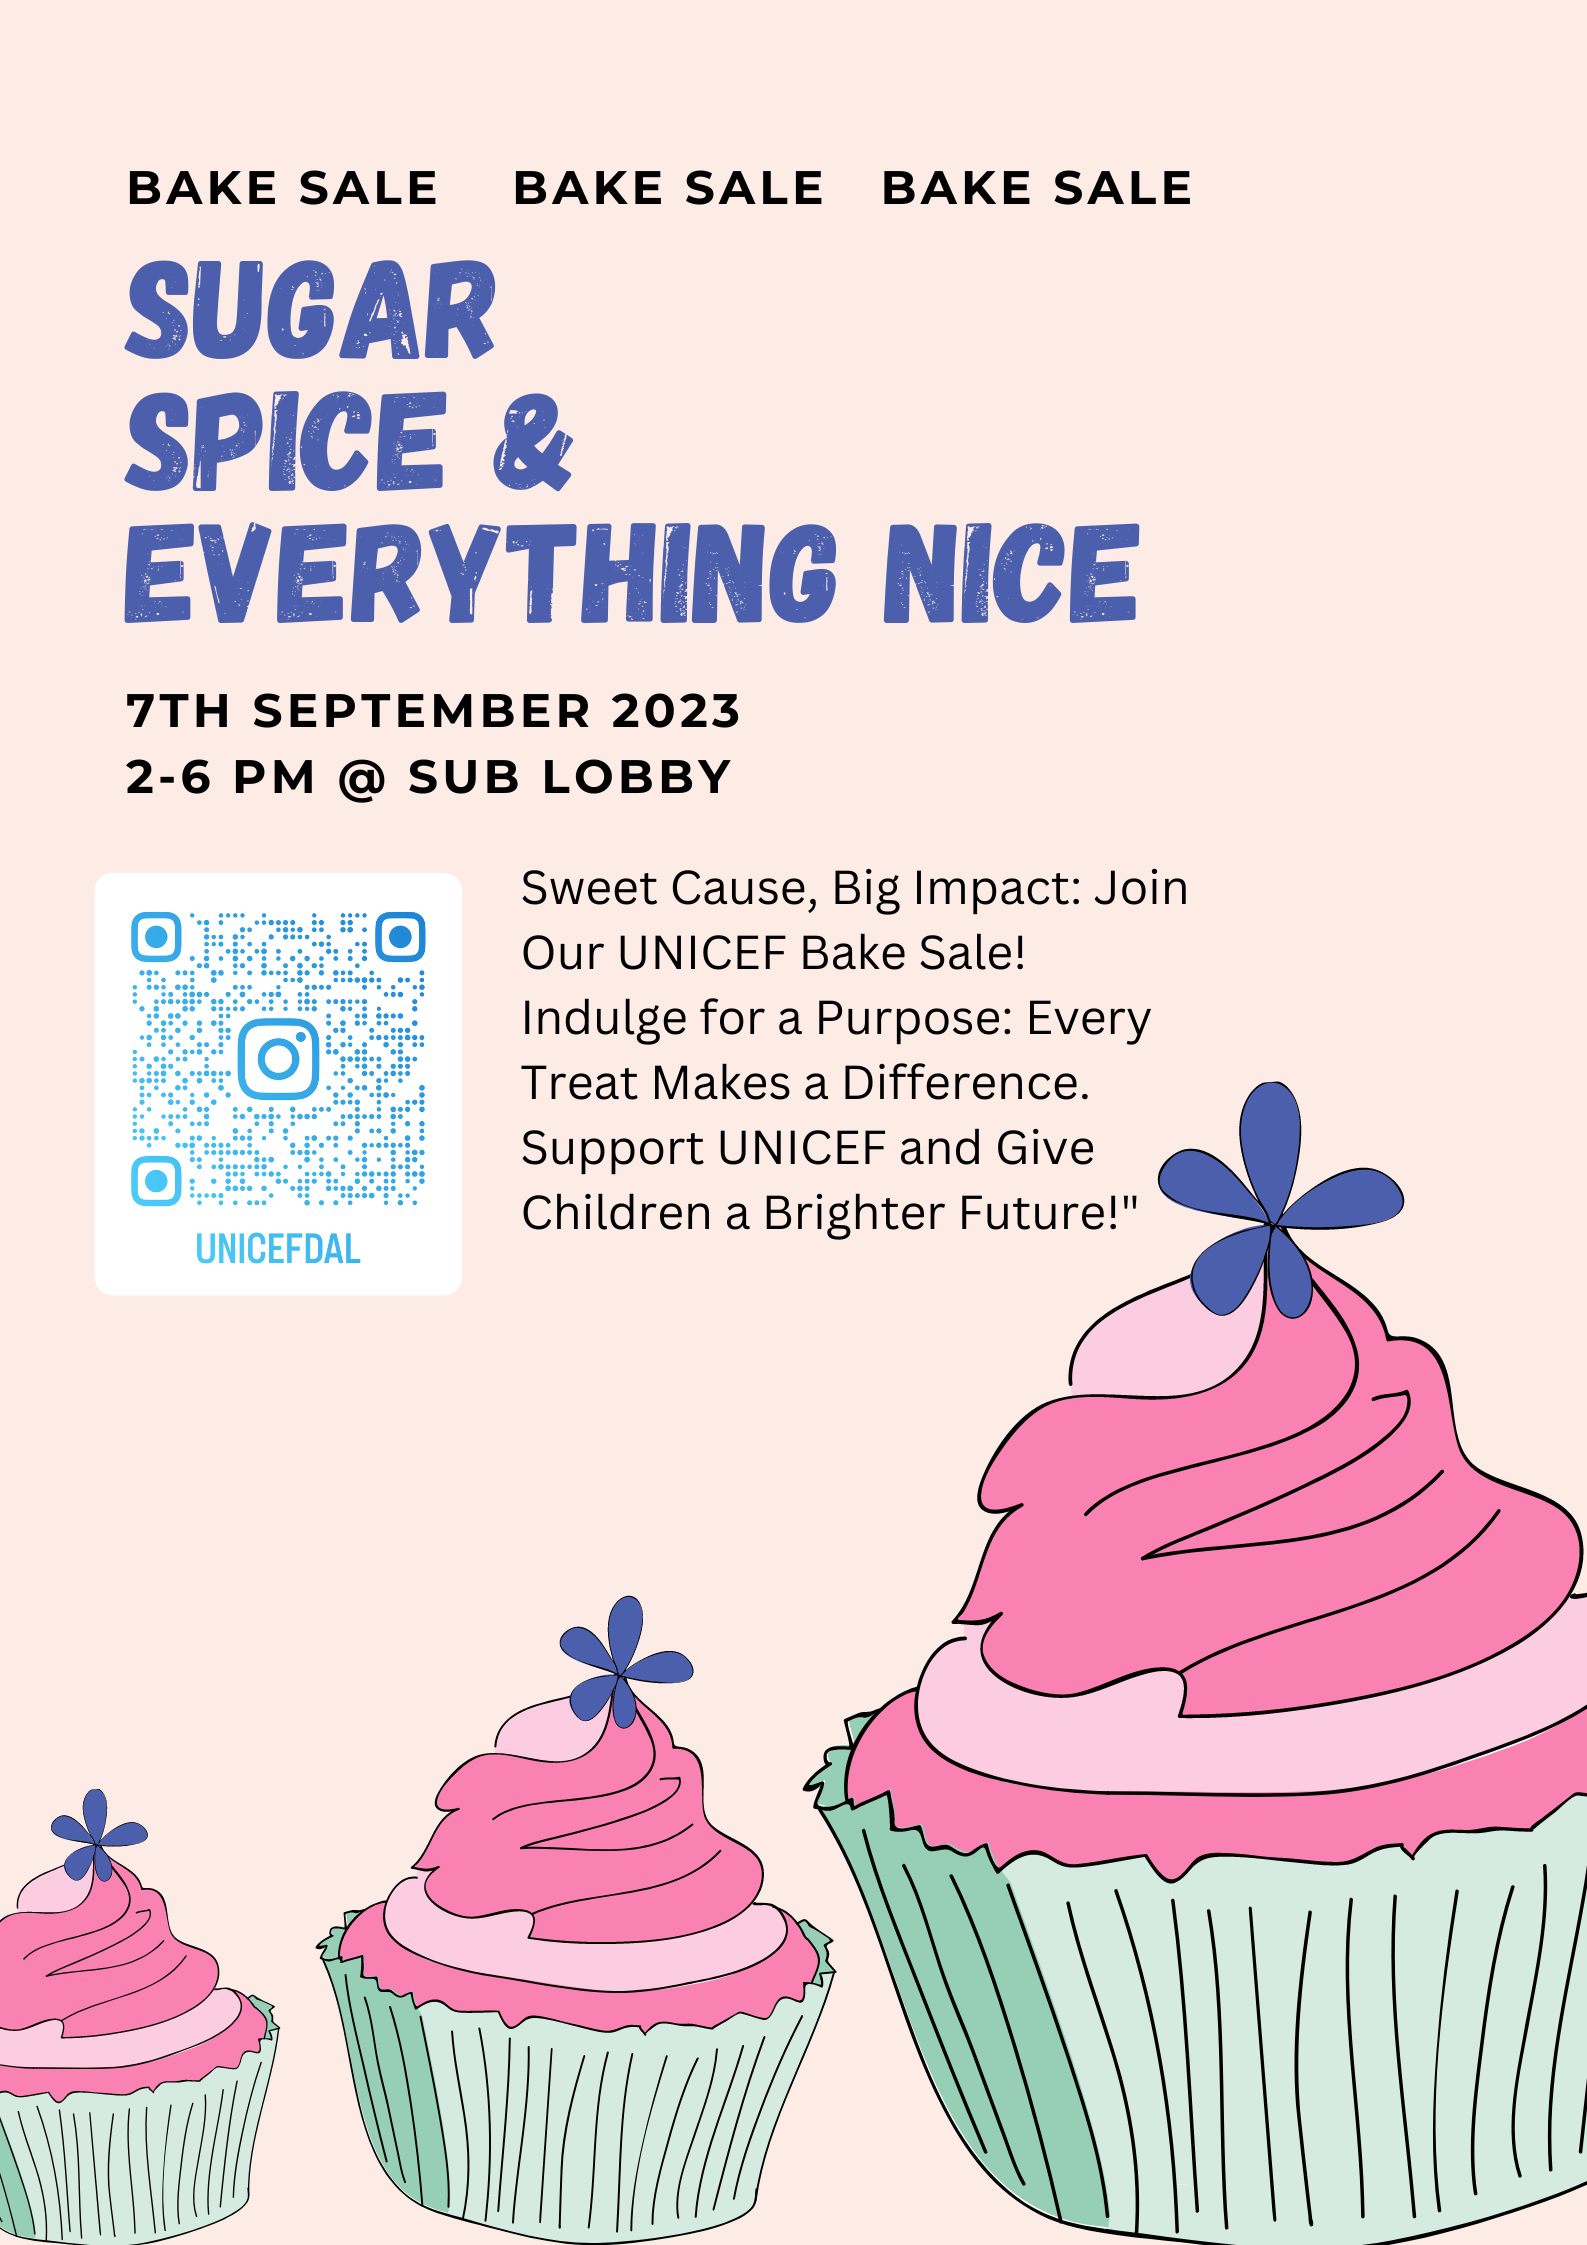 BAKE SALE BAKE SALE BAKE SALE
SUGAR
SPICE &
EVERYTHING NICE
7TH SEPTEMBER 2023
2-6 PM @ SUB LOBBY
Sweet Cause, Big Impact: Join
Our UNICEF Bake Sale!
Indulge for a Purpose: Every
Treat Makes a Difference.
Support UNICEF and Give
Children a Brighter Future!"
UNICEFDAL